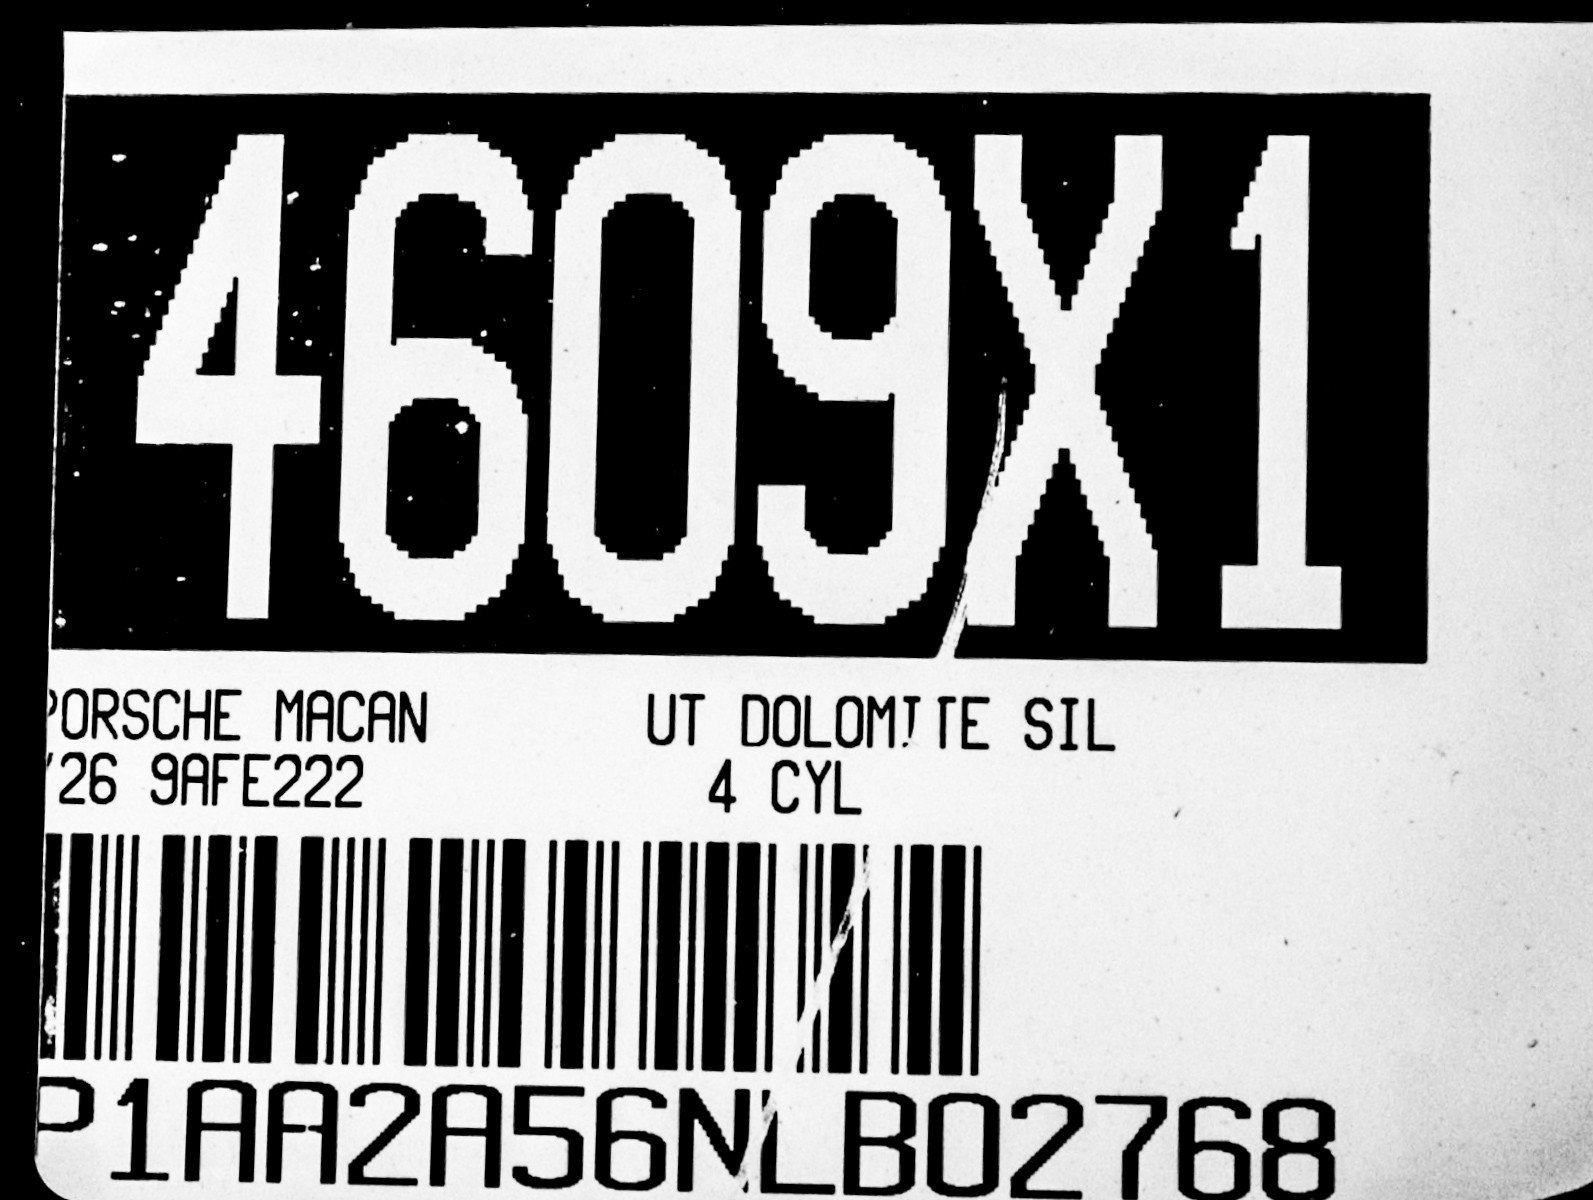 4609X1
PORSCHE MACAN UT DOLOMITE SIL
'26 9AFE222 4 CYL
P1AA2A56NLB02768